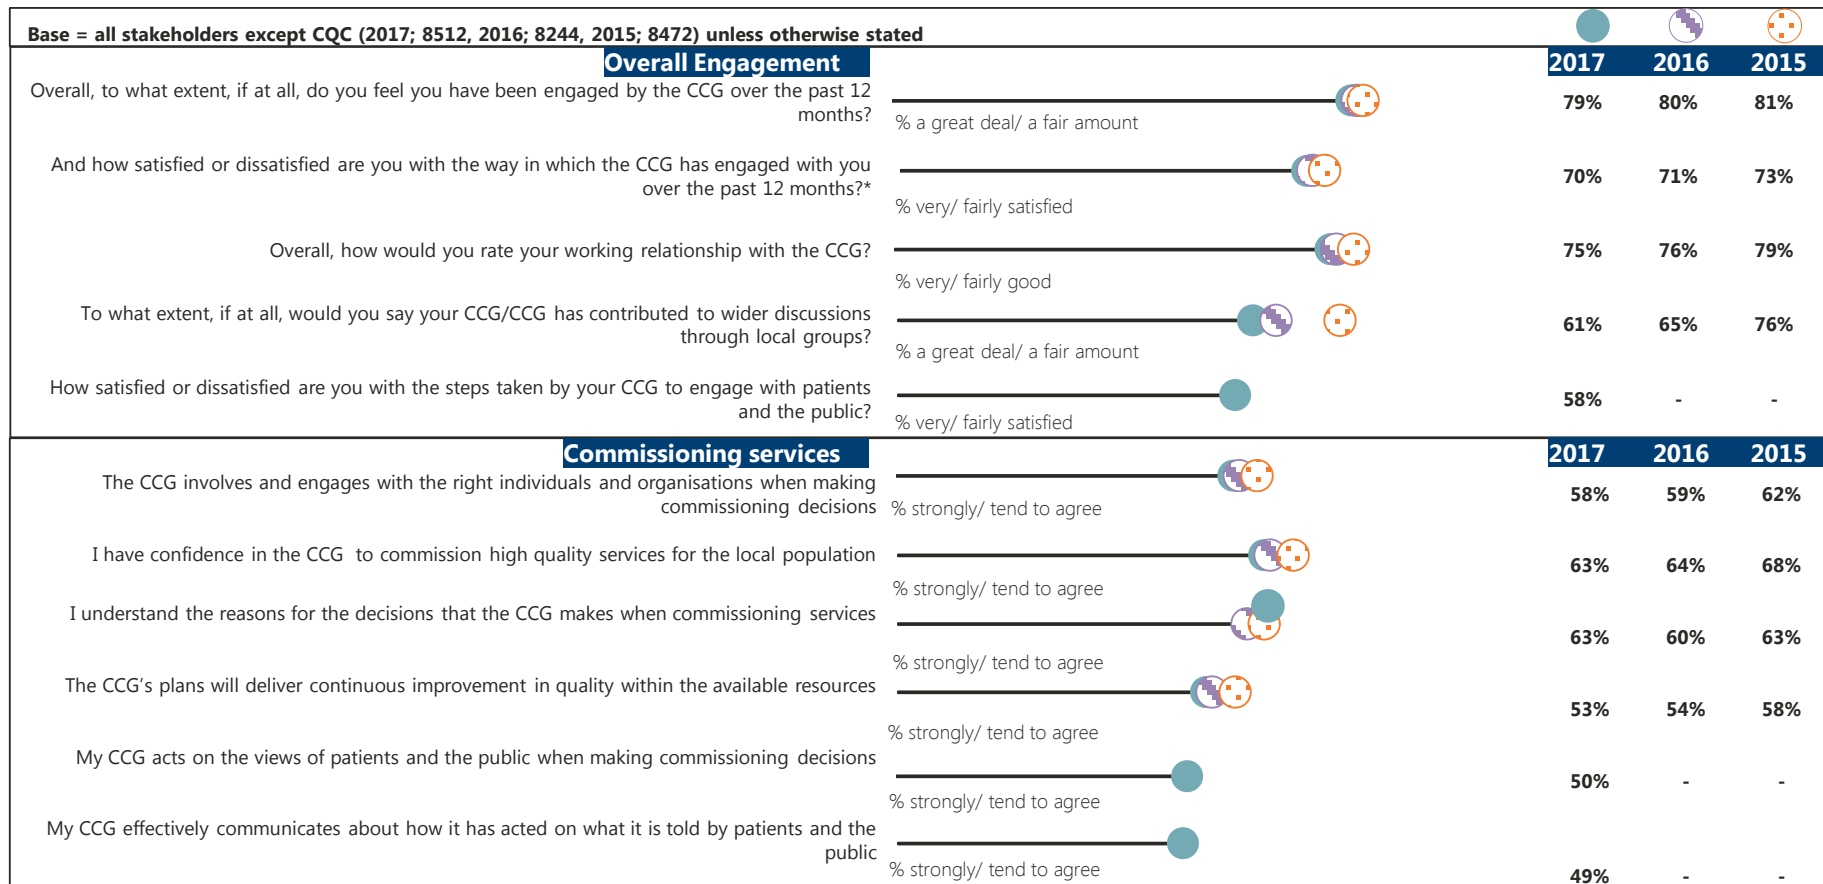 Base = all stakeholders except CQC (2017; 8512, 2016; 8244, 2015; 8472) unless otherwise stated
Overall Engagement
2017 2016 2015
Overall, to what extent, if at all, do you feel you have been engaged by the CCG over the past 12
months?
% a great deal/ a fair amount
79% 80% 81%
And how satisfied or dissatisfied are you with the way in which the CCG has engaged with you
over the past 12 months?*
% very/ fairly satisfied
70% 71% 73%
Overall, how would you rate your working relationship with the CCG?
% very/ fairly good
75% 76% 79%
To what extent, if at all, would you say your CCG/CCG has contributed to wider discussions
through local groups?
% a great deal/ a fair amount
61% 65% 76%
How satisfied or dissatisfied are you with the steps taken by your CCG to engage with patients
and the public?
% very/ fairly satisfied
58% - -
Commissioning services
2017 2016 2015
The CCG involves and engages with the right individuals and organisations when making
commissioning decisions
% strongly/ tend to agree
58% 59% 62%
I have confidence in the CCG to commission high quality services for the local population
% strongly/ tend to agree
63% 64% 68%
I understand the reasons for the decisions that the CCG makes when commissioning services
% strongly/ tend to agree
63% 60% 63%
The CCG's plans will deliver continuous improvement in quality within the available resources
% strongly/ tend to agree
53% 54% 58%
My CCG acts on the views of patients and the public when making commissioning decisions
% strongly/ tend to agree
50% - -
My CCG effectively communicates about how it has acted on what it is told by patients and the
public
% strongly/ tend to agree
49% - -